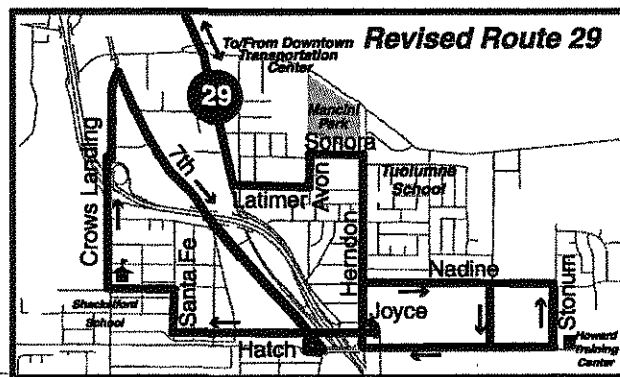 Revised Route 29
To/From Downtown
Transportation
Center
29
Mancini
Park
Sonora
7th
Tuolumne
School
Latimer
Avon
Crows Landing
Herndon
Nadine
Santa Fe
Stonum
Joyce
Shackelford
School
Hatch
Howard
Training
Center